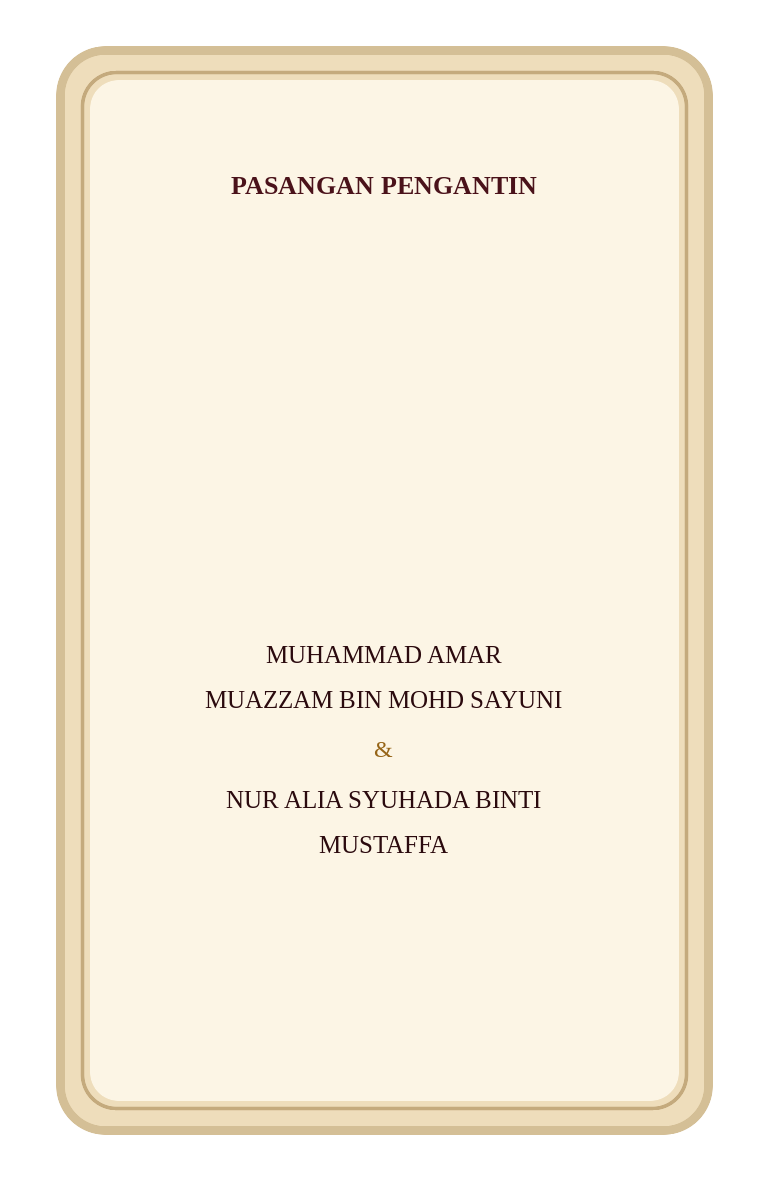 PASANGAN PENGANTIN
MUHAMMAD AMAR
MUAZZAM BIN MOHD SAYUNI
&
NUR ALIA SYUHADA BINTI
MUSTAFFA